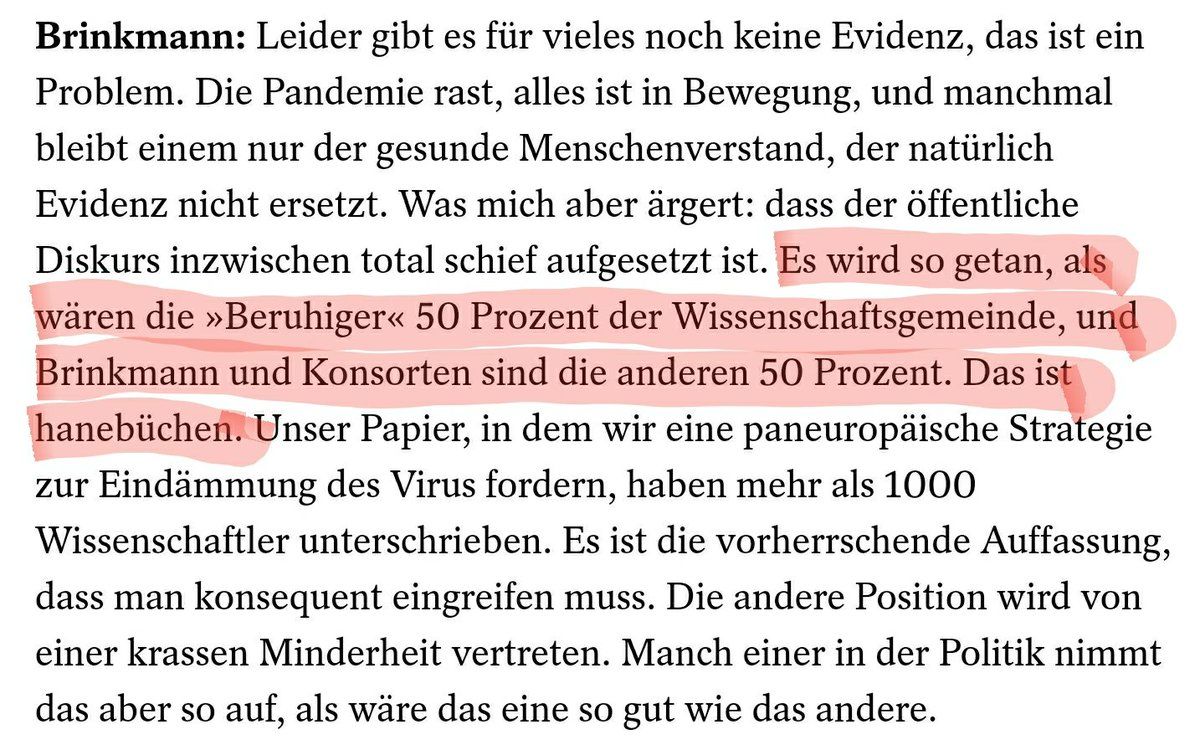 Brinkmann: Leider gibt es für vieles noch keine Evidenz, das ist ein
Problem. Die Pandemie rast, alles ist in Bewegung, und manchmal
bleibt einem nur der gesunde Menschenverstand, der natürlich
Evidenz nicht ersetzt. Was mich aber ärgert: dass der öffentliche
Diskurs inzwischen total schief aufgesetzt ist. Es wird so getan, als
wären die »Beruhiger« 50 Prozent der Wissenschaftsgemeinde, und
Brinkmann und Konsorten sind die anderen 50 Prozent. Das ist
hanebüchen. Unser Papier, in dem wir eine paneuropäische Strategie
zur Eindämmung des Virus fordern, haben mehr als 1000
Wissenschaftler unterschrieben. Es ist die vorherrschende Auffassung,
dass man konsequent eingreifen muss. Die andere Position wird von
einer krassen Minderheit vertreten. Manch einer in der Politik nimmt
das aber so auf, als wäre das eine so gut wie das andere.